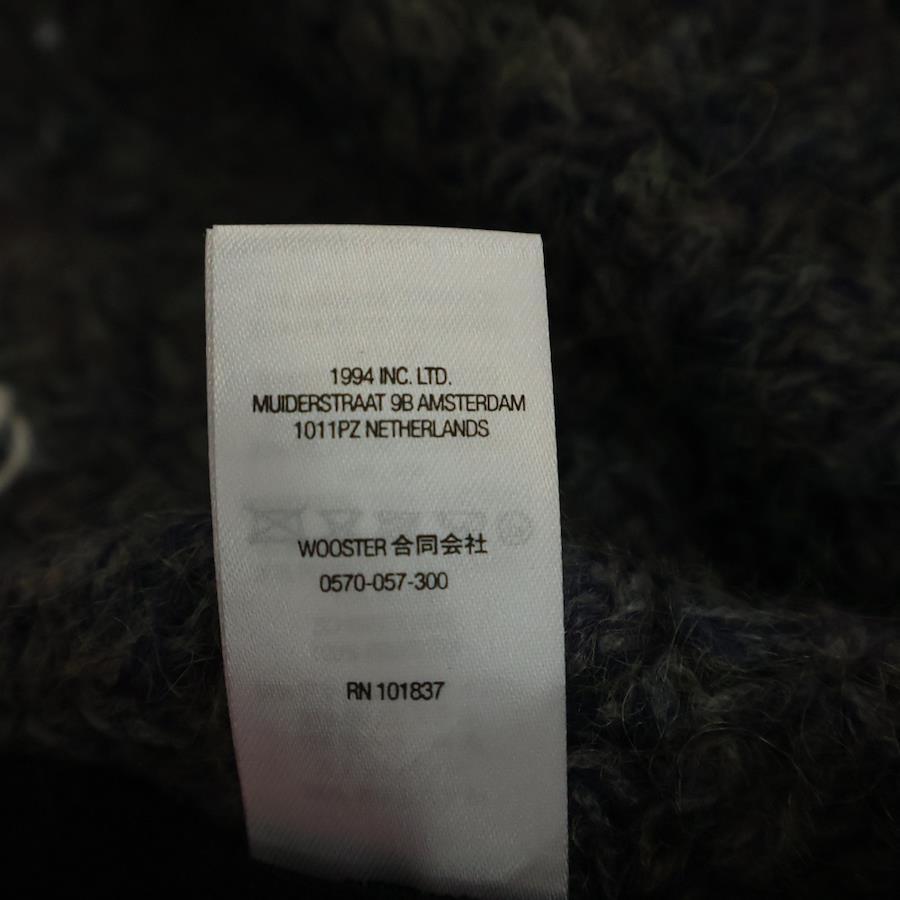 1994 INC. LTD.
MUIDERSTRAAT 9B AMSTERDAM
1011PZ NETHERLANDS
WOOSTER 合同会社
0570-057-300
RN 101837